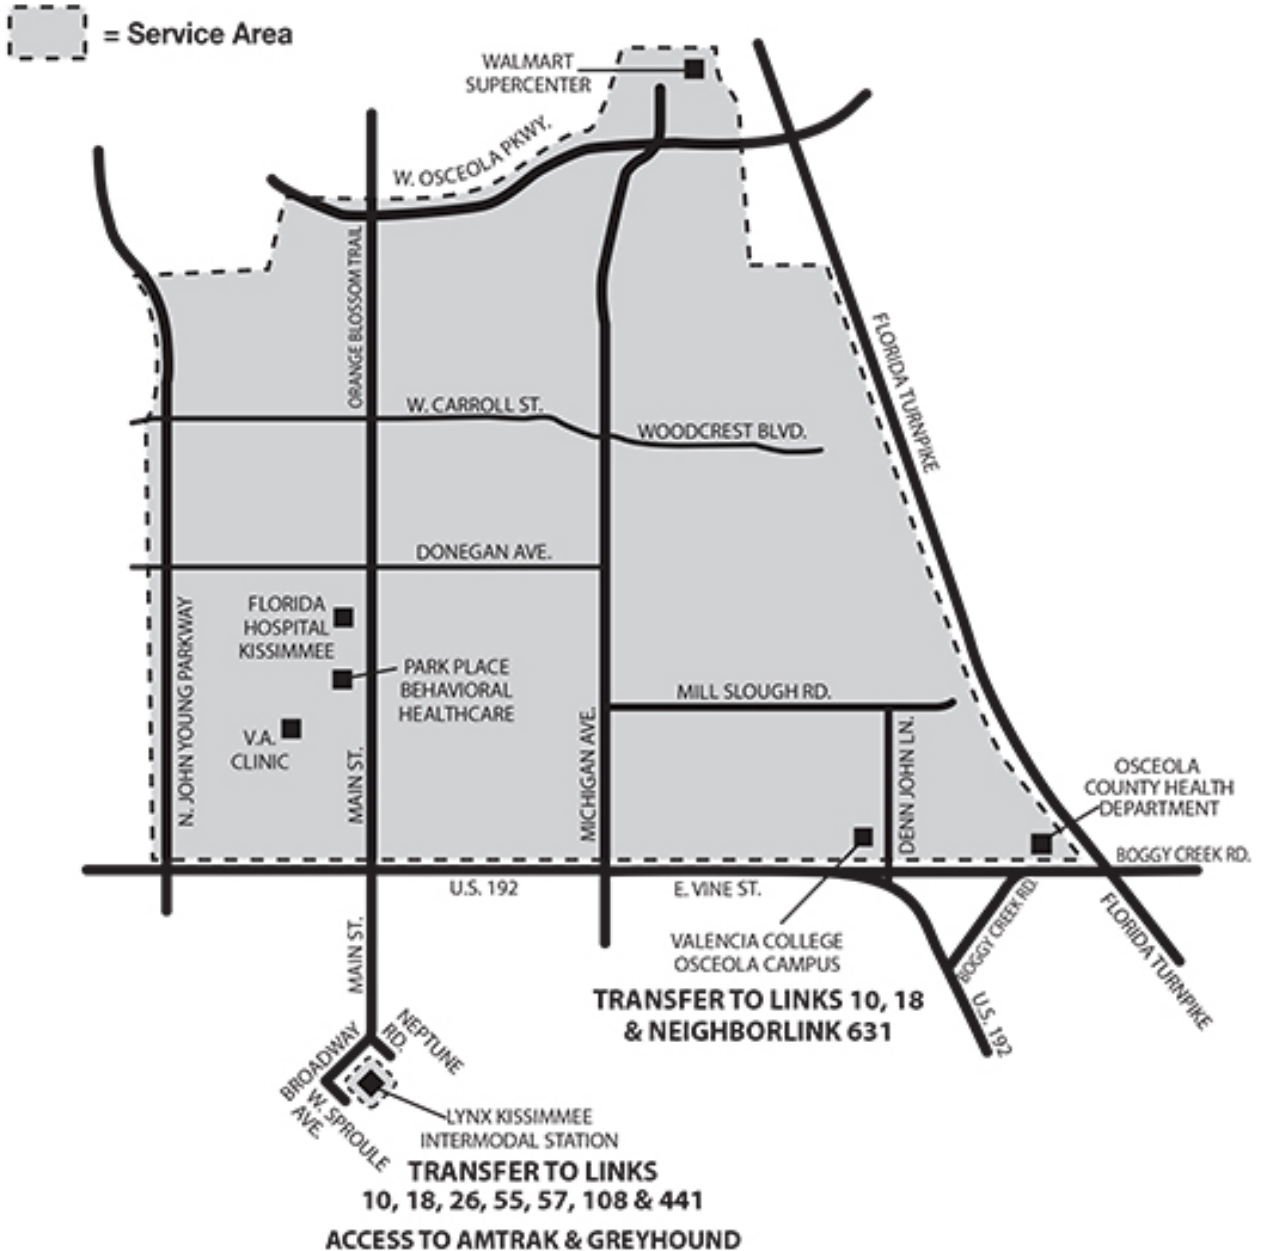 = Service Area
WALMART
SUPERCENTER
W. OSCEOLA PKWY.
ORANGE BLOSSOM TRAIL
FLORIDA TURNPIKE
W. CARROLL ST.
WOODCREST BLVD.
DONEGAN AVE.
FLORIDA
HOSPITAL
KISSIMMEE
N. JOHN YOUNG PARKWAY
PARK PLACE
BEHAVIORAL
HEALTHCARE
MILL SLOUGH RD.
V.A.
CLINIC
MAIN ST.
MICHIGAN AVE.
DENN JOHN LN.
OSCEOLA
COUNTY HEALTH
DEPARTMENT
BOGGY CREEK RD.
U.S. 192
E. VINE ST.
BOGGY CREEK RD.
FLORIDA TURNPIKE
MAIN ST.
VALENCIA COLLEGE
OSCEOLA CAMPUS
TRANSFER TO LINKS 10, 18
& NEIGHBORLINK 631
U.S. 192
NEPTUNE
RD.
BROADWAY
AVE.
W. SPROULE
LYNX KISSIMMEE
INTERMODAL STATION
TRANSFER TO LINKS
10, 18, 26, 55, 57, 108 & 441
ACCESS TO AMTRAK & GREYHOUND